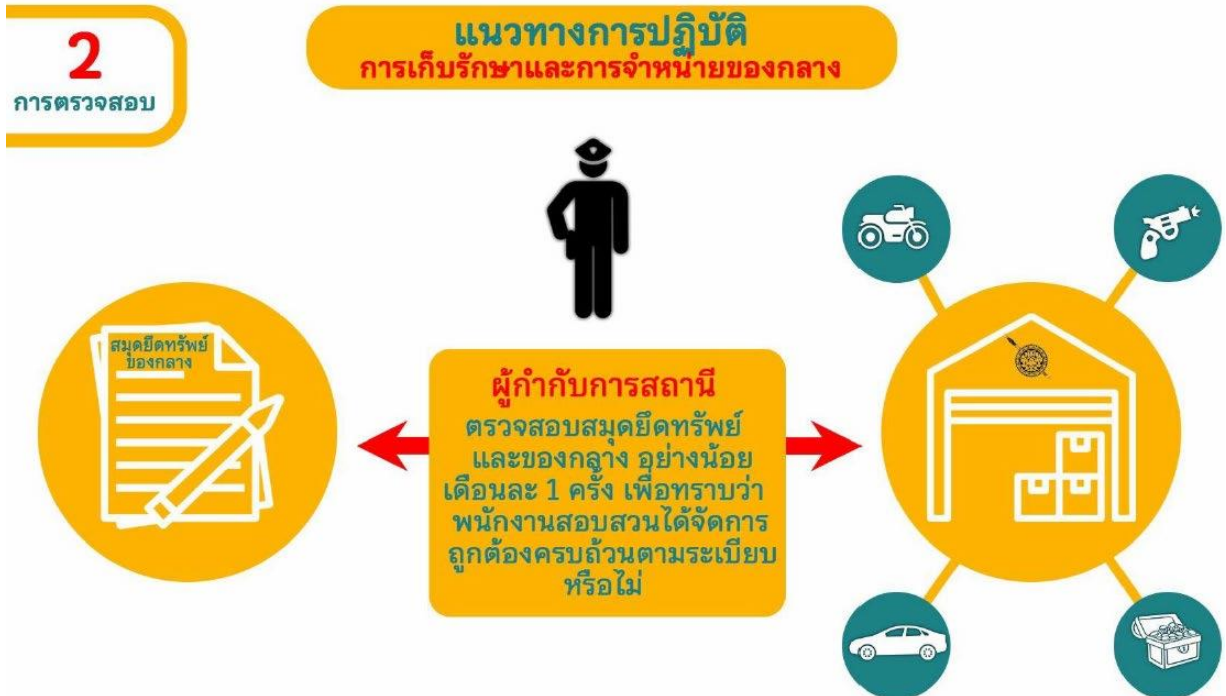 2
การตรวจสอบ
แนวทางการปฏิบัติ
การเก็บรักษาและการจำหน่ายของกลาง
สมุดยึดทรัพย์
ของกลาง
ผู้กำกับการสถานี
ตรวจสอบสมุดยึดทรัพย์
และของกลาง อย่างน้อย
เดือนละ 1 ครั้ง เพื่อทราบว่า
พนักงานสอบสวนได้จัดการ
ถูกต้องครบถ้วนตามระเบียบ
หรือไม่